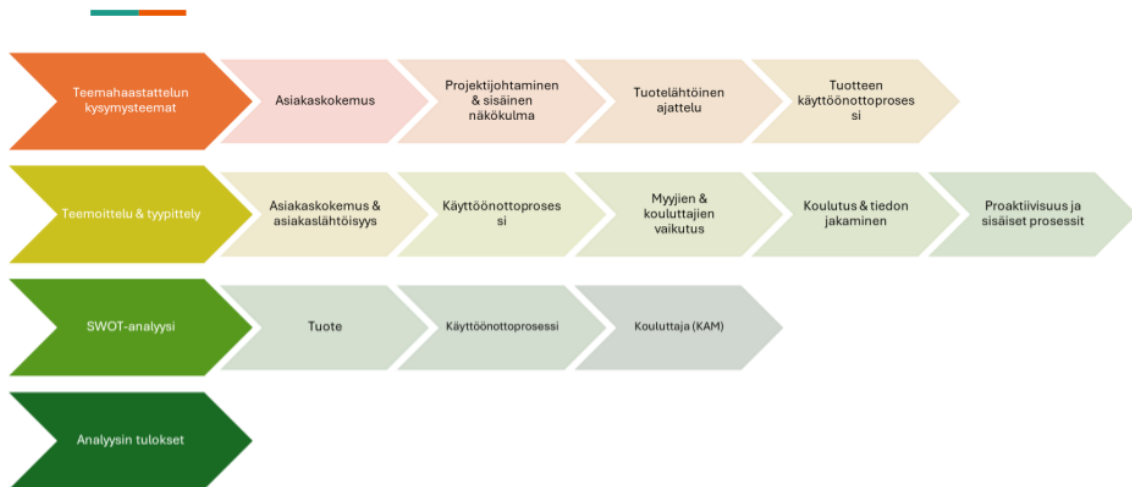 Teemahaastattelun
kysymysteemat
Asiakaskokemus
Projektijohtaminen
& sisäinen
näkökulma
Tuotelähtöinen
ajattelu
Tuotteen
käyttöönottoproses
si
Teemoittelu & tyypittely
Asiakaskokemus &
asiakaslähtöisyys
Käyttöönottoproses
si
Myyjien &
kouluttajien
vaikutus
Koulutus & tiedon
jakaminen
Proaktiivisuus ja
sisäiset prosessit
SWOT-analyysi
Tuote
Käyttöönottoprosessi
Kouluttaja (KAM)
Analyysin tulokset